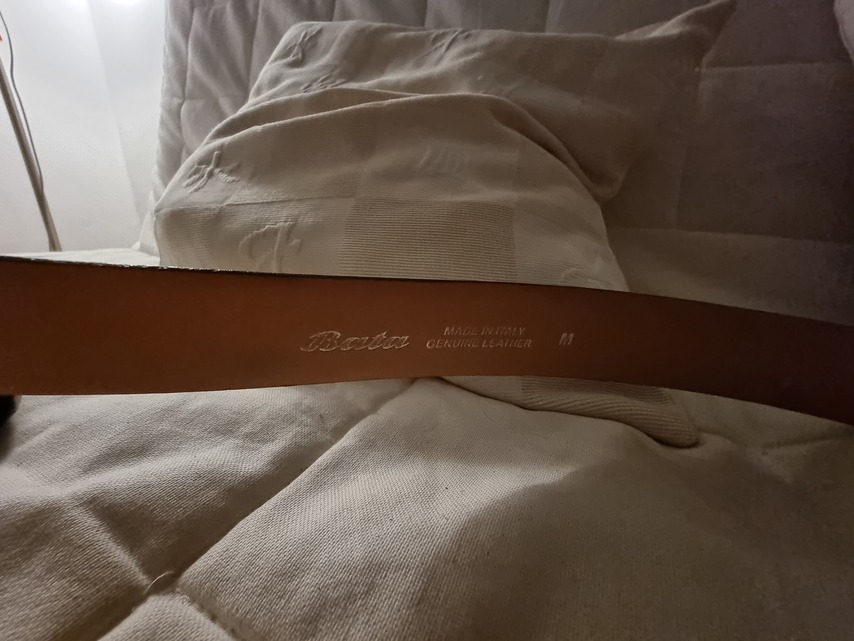 Bata
MADE IN ITALY
GENUINE LEATHER
M